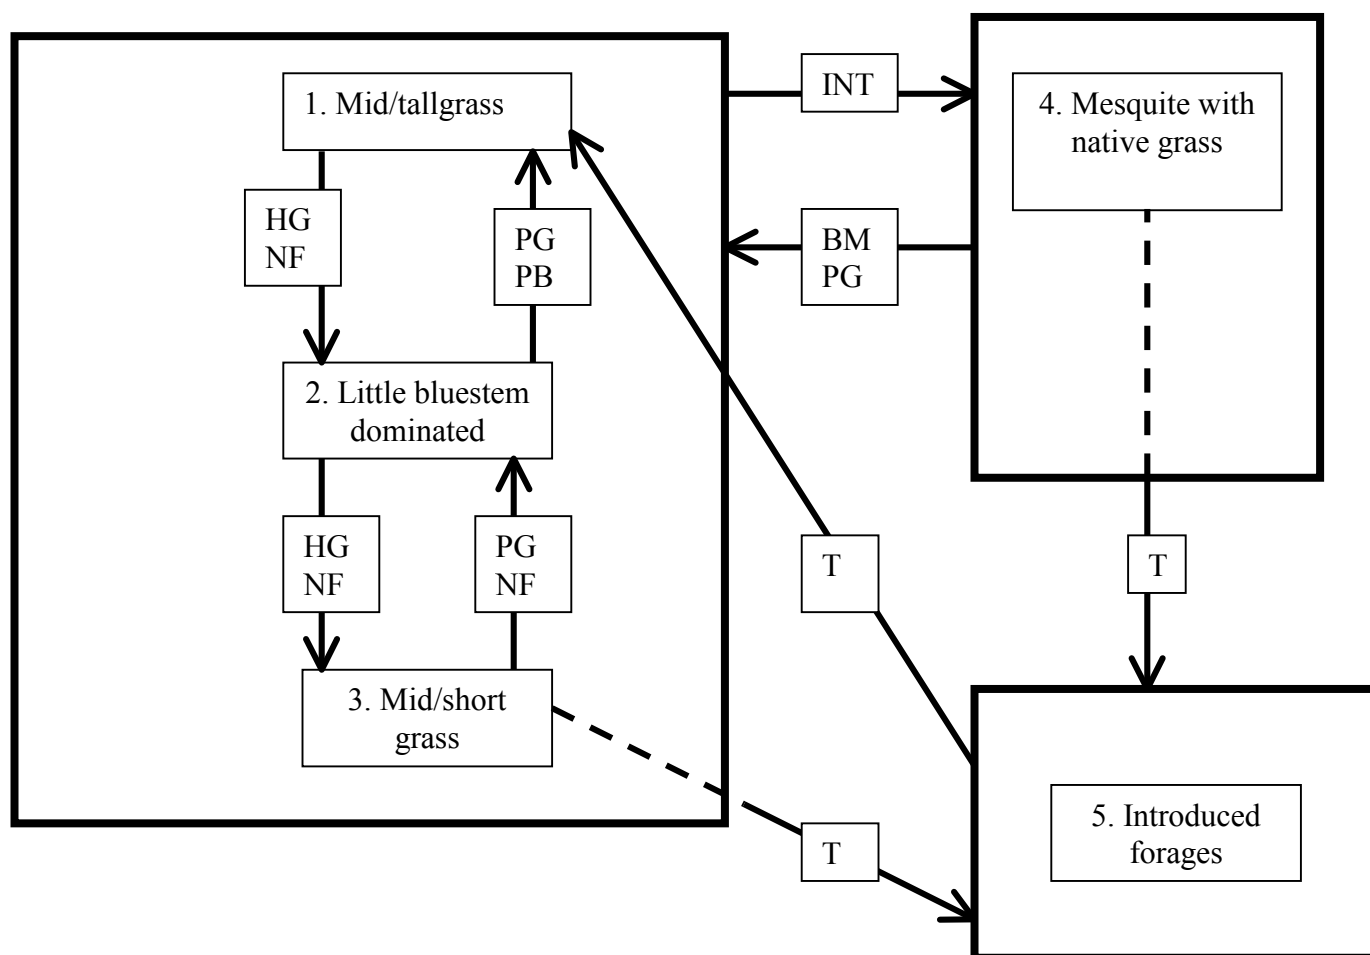 1. Mid/tallgrass
HG
NF
PG
PB
2. Little bluestem
dominated
HG
NF
PG
NF
3. Mid/short
grass
INT
BM
PG
4. Mesquite with
native grass
T
T
T
5. Introduced
forages